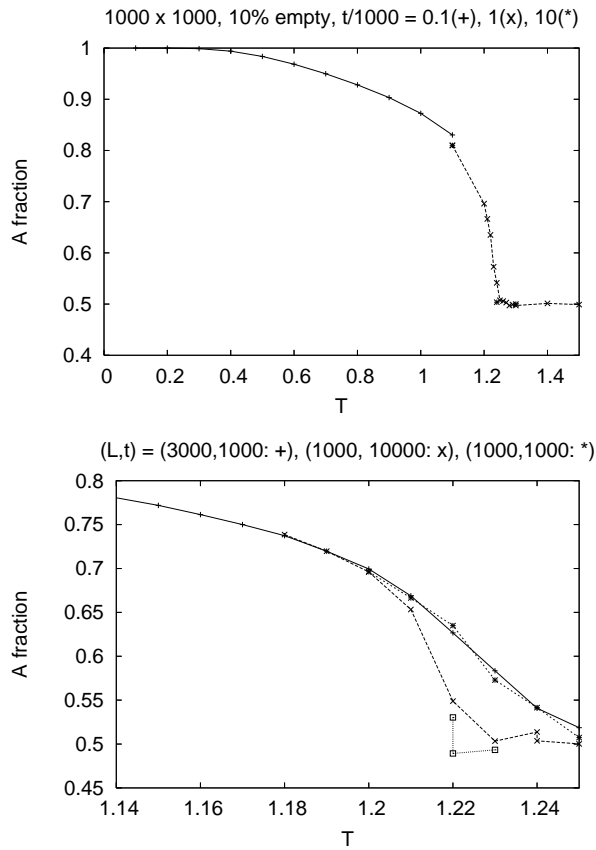 1000 x 1000, 10% empty, t/1000 = 0.1(+), 1(x), 10(*)
1
0.9
0.8
0.7
0.6
0.5
0.4
A fraction
0 0.2 0.4 0.6 0.8 1 1.2 1.4
T
(L,t) = (3000,1000: +), (1000, 10000: x), (1000,1000: *)
0.8
0.75
0.7
0.65
0.6
0.55
0.5
0.45
A fraction
1.14 1.16 1.18 1.2 1.22 1.24
T